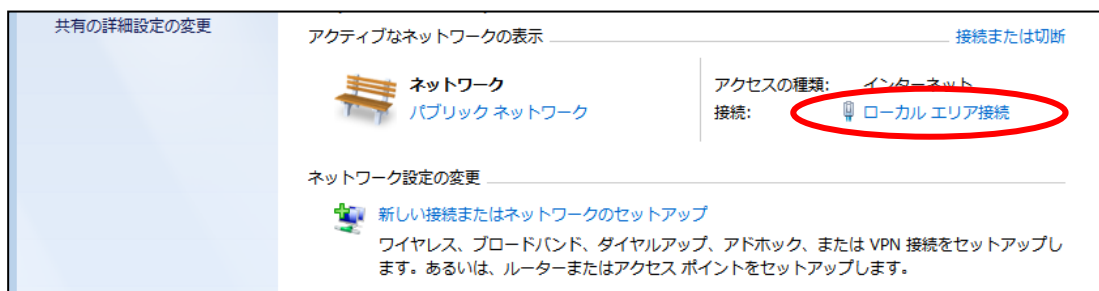 共有の詳細設定の変更
アクティブなネットワークの表示
接続または切断
ネットワーク
パブリック ネットワーク
アクセスの種類: インターネット
接続: ローカル エリア接続
ネットワーク設定の変更
新しい接続またはネットワークのセットアップ
ワイヤレス、ブロードバンド、ダイヤルアップ、アドホック、または VPN 接続をセットアップし
ます。あるいは、ルーターまたはアクセス ポイントをセットアップします。